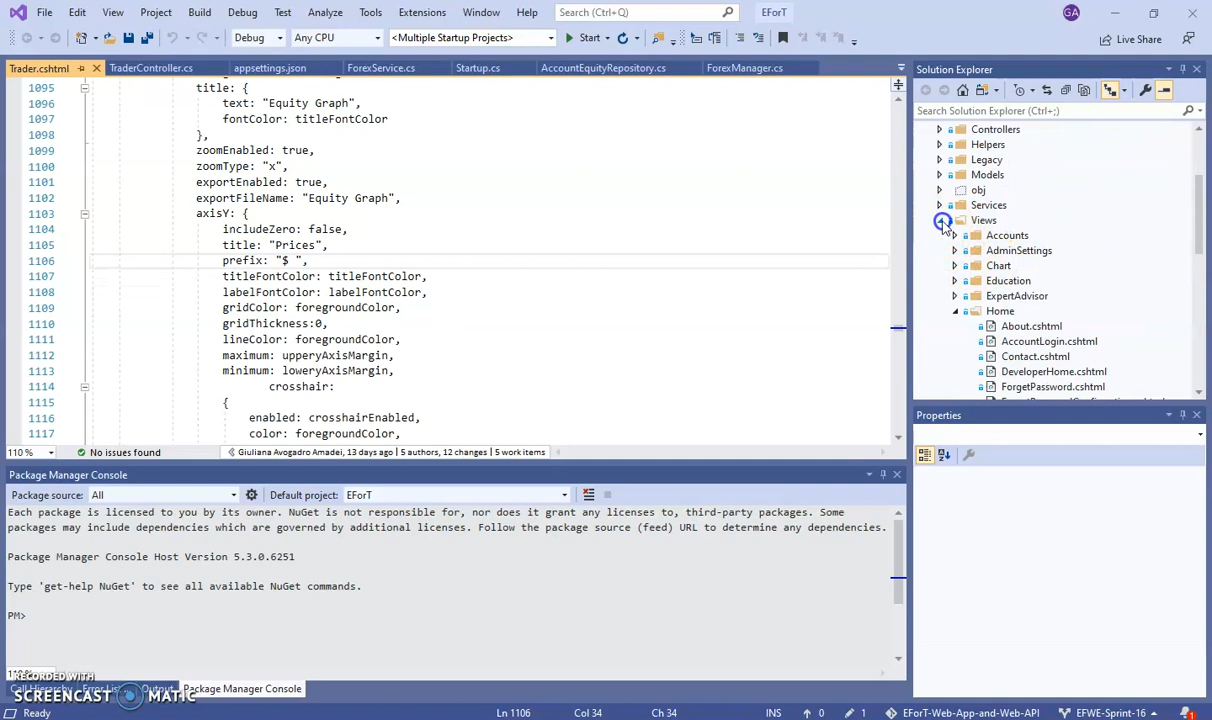 File Edit View Project Build Debug Test Analyze Tools Extensions Window Help Search (Ctrl+Q) EForT GA
Debug Any CPU <Multiple Startup Projects> Start Live Share
Trader.cshtml TraderController.cs appsettings.json ForexService.cs Startup.cs AccountEquityRepository.cs ForexManager.cs
1095 title: {
1096 text: "Equity Graph",
1097 fontColor: titleFontColor
1098 },
1099 zoomEnabled: true,
1100 zoomType: "x",
1101 exportEnabled: true,
1102 exportFileName: "Equity Graph",
1103 axisY: {
1104 includeZero: false,
1105 title: "Prices",
1106 prefix: "$ ",
1107 titleFontColor: titleFontColor,
1108 labelFontColor: labelFontColor,
1109 gridColor: foregroundColor,
1110 gridThickness:0,
1111 lineColor: foregroundColor,
1112 maximum: upperyAxisMargin,
1113 minimum: loweryAxisMargin,
1114 crosshair:
1115 {
1116 enabled: crosshairEnabled,
1117 color: foregroundColor,
110 % No issues found Giuliana Avogadro Amadei, 13 days ago | 5 authors, 12 changes | 5 work items
Package Manager Console
Package source: All Default project: EForT
Each package is licensed to you by its owner. NuGet is not responsible for, nor does it grant any licenses to, third-party packages. Some
packages may include dependencies which are governed by additional licenses. Follow the package source (feed) URL to determine any dependencies.
Package Manager Console Host Version 5.3.0.6251
Type 'get-help NuGet' to see all available NuGet commands.
PM>
RECORDED WITH
SCREENCAST MATIC
Call Hierarchy Error List Output Package Manager Console
Solution Explorer
Search Solution Explorer (Ctrl+;)
Controllers
Helpers
Legacy
Models
obj
Services
Views
Accounts
AdminSettings
Chart
Education
ExpertAdvisor
Home
About.cshtml
AccountLogin.cshtml
Contact.cshtml
DeveloperHome.cshtml
ForgetPassword.cshtml
Properties
Ready Ln 1106 Col 34 Ch 34 INS 0 1 EForT-Web-App-and-Web-API EFWE-Sprint-16 1